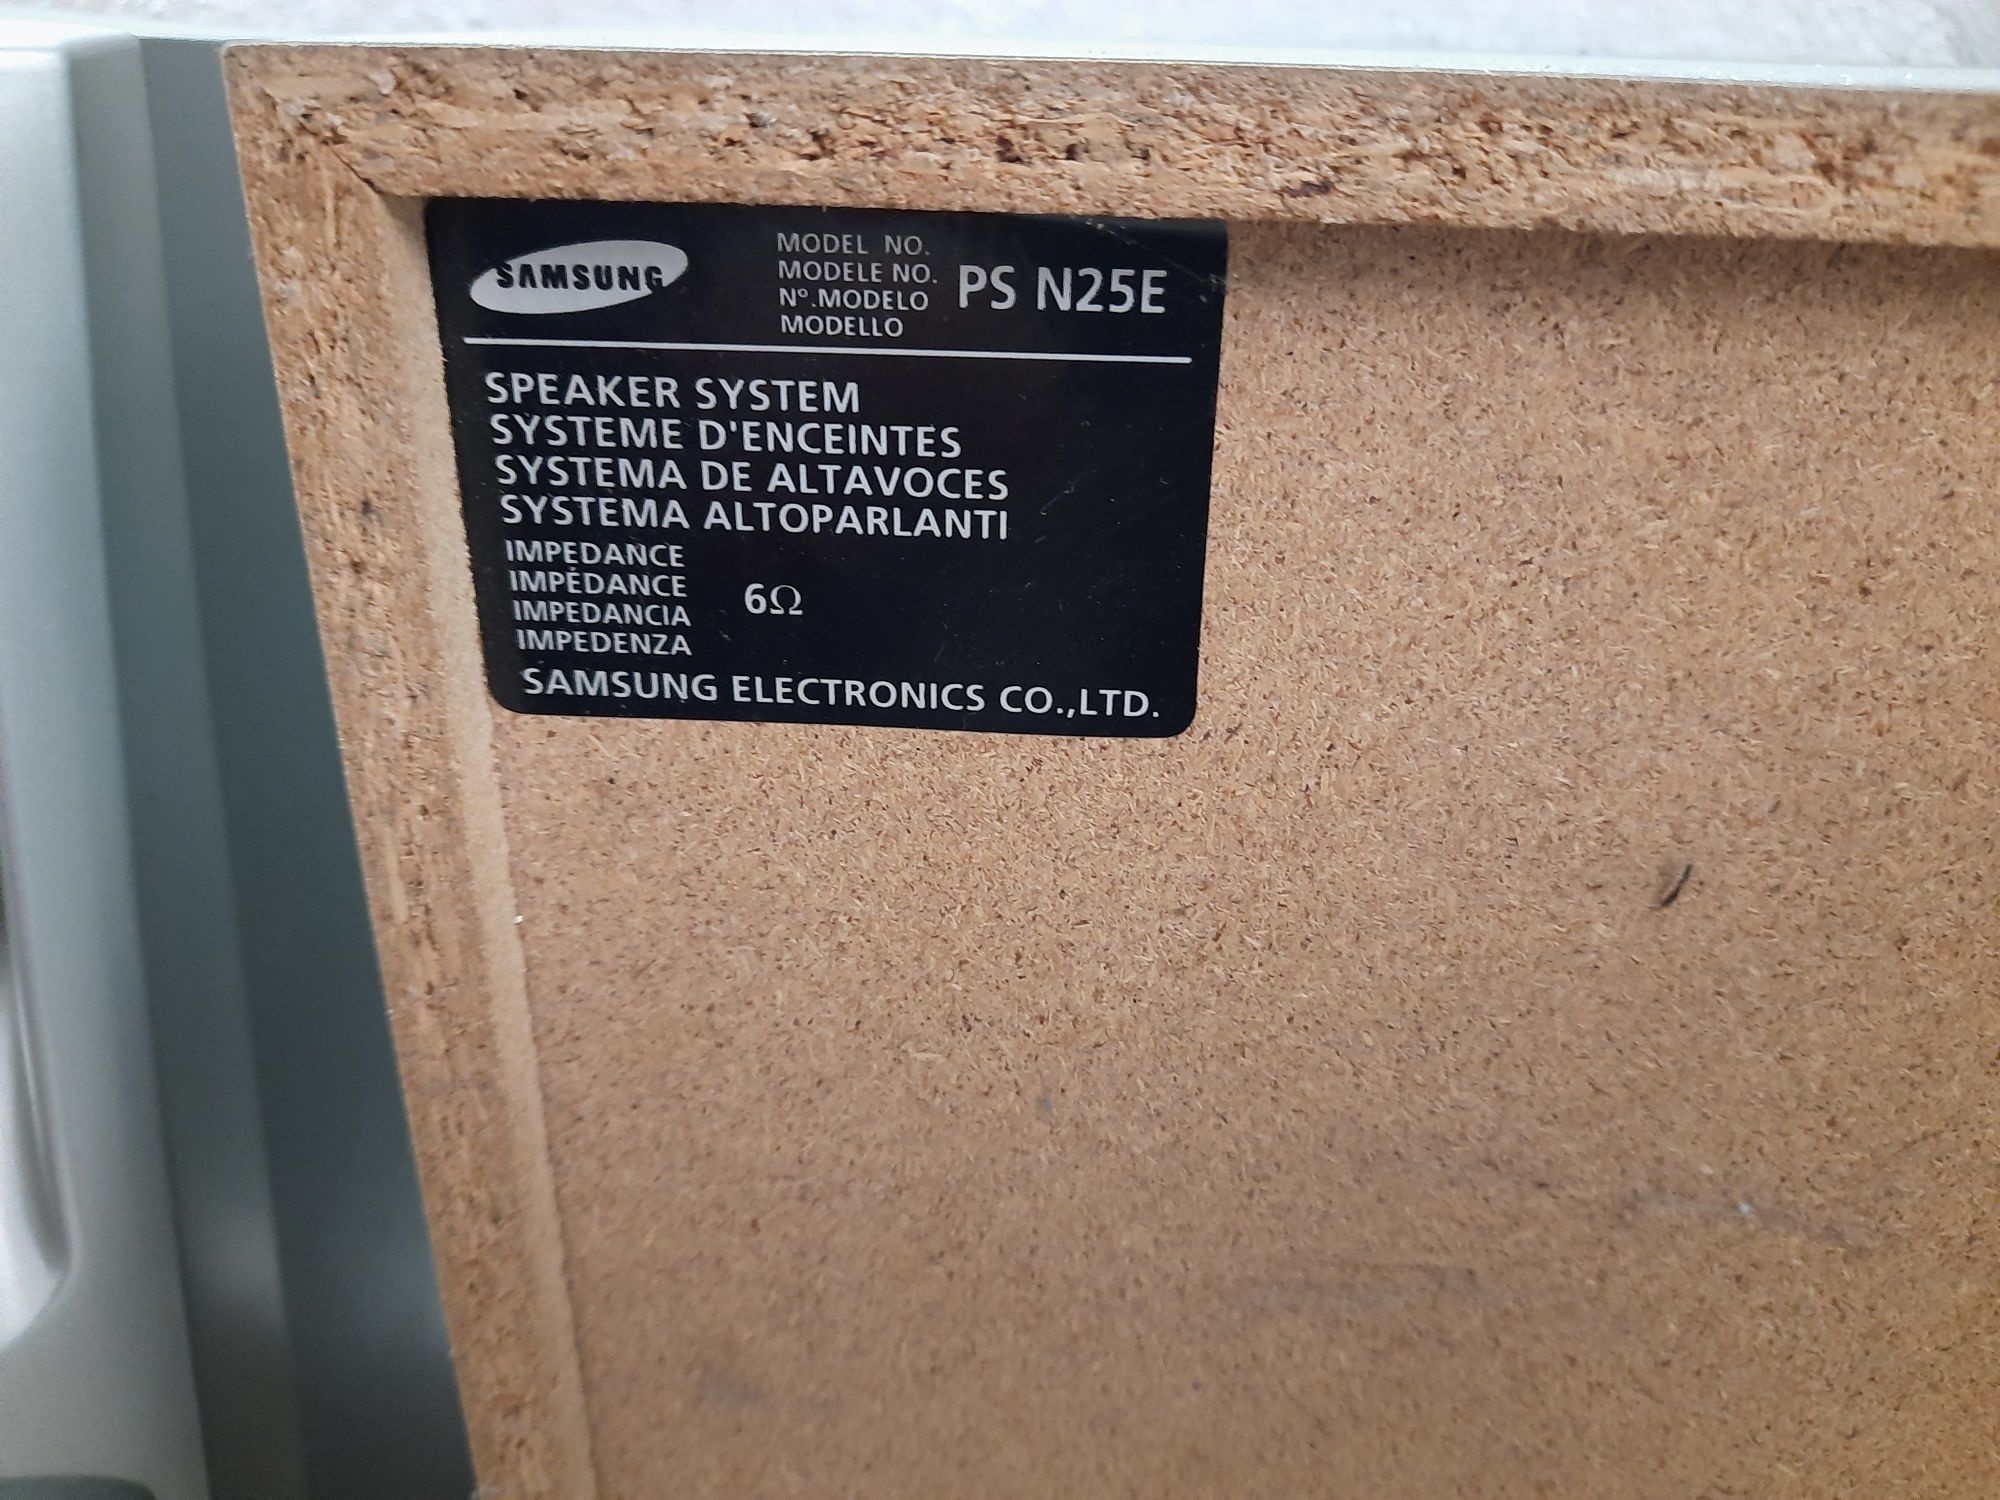 SAMSUNG
MODEL NO.
MODELE NO.
Nº.MODELO
MODELLO
PS N25E
SPEAKER SYSTEM
SYSTEME D'ENCEINTES
SYSTEMA DE ALTAVOCES
SYSTEMA ALTOPARLANTI
IMPEDANCE
IMPÉDANCE
IMPEDANCIA
IMPEDENZA
6Ω
SAMSUNG ELECTRONICS CO.,LTD.